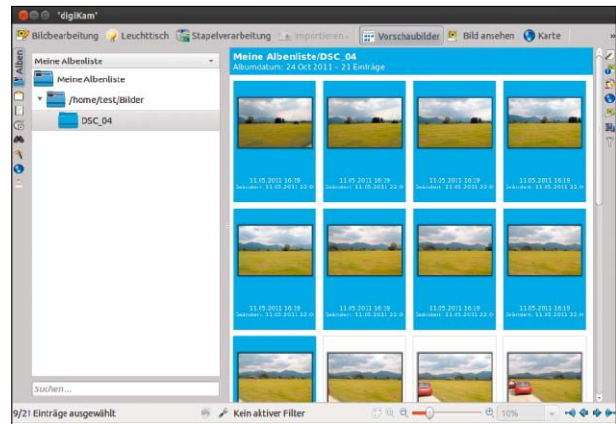 'digiKam'
Bildbearbeitung Leuchttisch Stapelverarbeitung Importieren Vorschaubilder Bild ansehen Karte »
Alben
Meine Albenliste
Meine Albenliste
/home/test/Bilder
DSC_04
Suchen...
Meine Albenliste/DSC_04
Albumdatum: 24 Oct 2011 - 21 Einträge
11.05.2011 16:19 11.05.2011 16:19 11.05.2011 16:19 11.05.2011 16:19
11.05.2011 16:19 11.05.2011 16:19 11.05.2011 16:19 11.05.2011 16:19
9/21 Einträge ausgewählt Kein aktiver Filter 10%